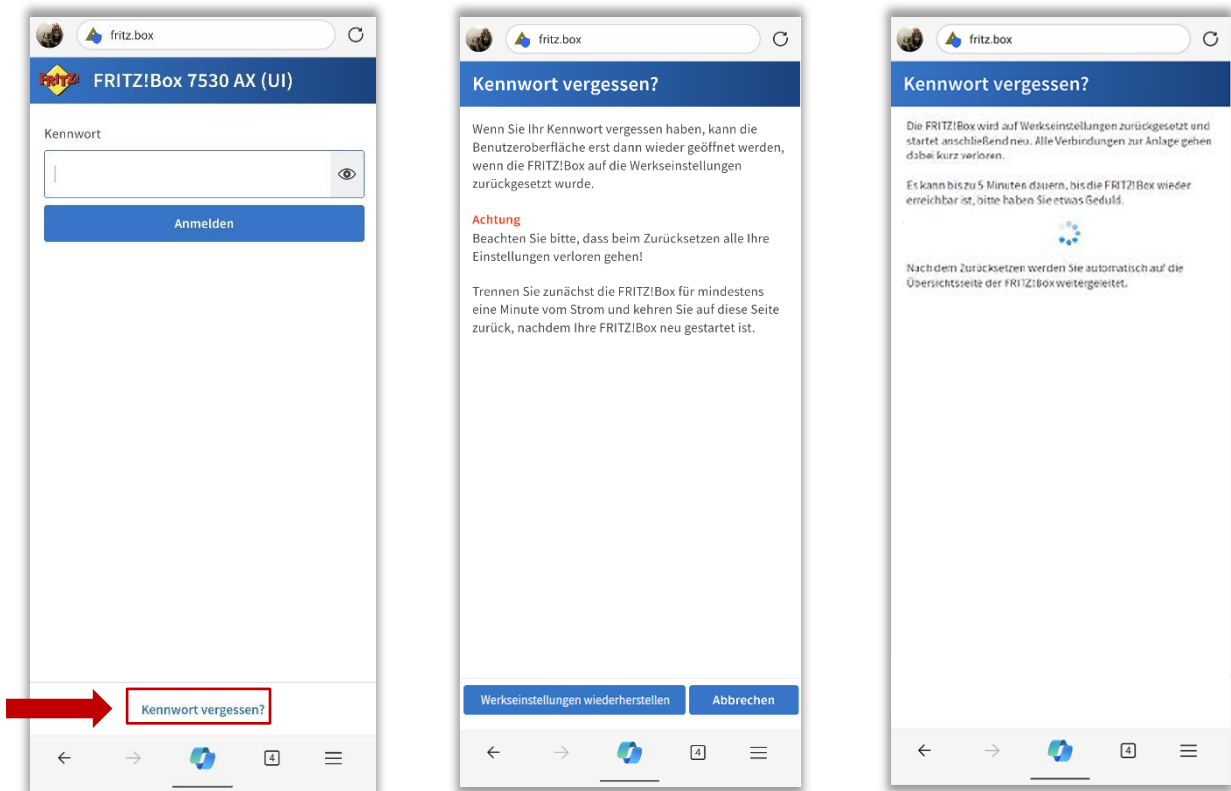 fritz.box
FRITZ! FRITZ!Box 7530 AX (UI)
Kennwort
Anmelden
Kennwort vergessen?
4
fritz.box
Kennwort vergessen?
Wenn Sie Ihr Kennwort vergessen haben, kann die
Benutzeroberfläche erst dann wieder geöffnet werden,
wenn die FRITZ!Box auf die Werkseinstellungen
zurückgesetzt wurde.
Achtung
Beachten Sie bitte, dass beim Zurücksetzen alle Ihre
Einstellungen verloren gehen!
Trennen Sie zunächst die FRITZ!Box für mindestens
eine Minute vom Strom und kehren Sie auf diese Seite
zurück, nachdem Ihre FRITZ!Box neu gestartet ist.
Werkseinstellungen wiederherstellen Abbrechen
4
fritz.box
Kennwort vergessen?
Die FRITZ!Box wird auf Werkseinstellungen zurückgesetzt und
startet anschließend neu. Alle Verbindungen zur Anlage gehen
dabei kurz verloren.
Es kann bis zu 5 Minuten dauern, bis die FRITZ!Box wieder
erreichbar ist, bitte haben Sie etwas Geduld.
Nach dem Zurücksetzen werden Sie automatisch auf die
Übersichtsseite der FRITZ!Box weitergeleitet.
4